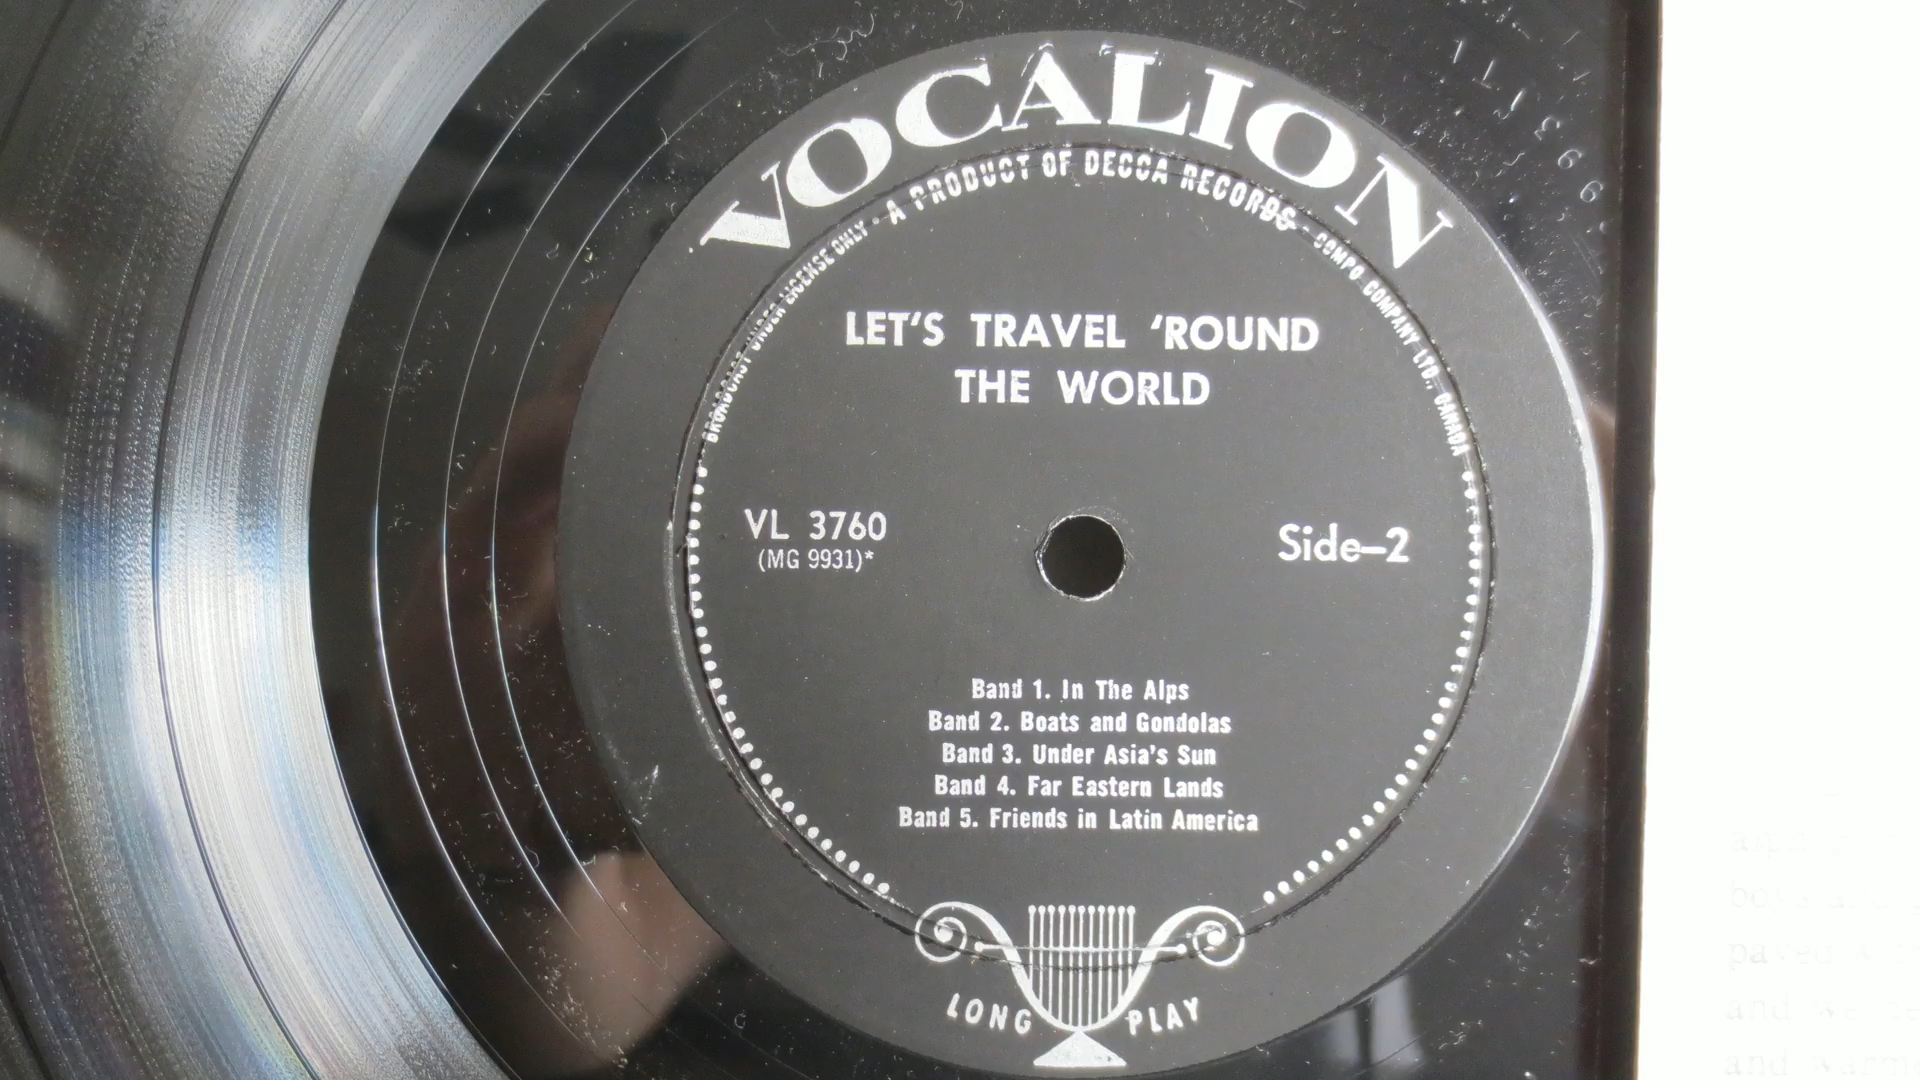 VOCALION
BROADCAST UNDER LICENSE ONLY · A PRODUCT OF DECCA RECORDS · COMPO COMPANY LTD., CANADA
LET'S TRAVEL 'ROUND
THE WORLD
VL 3760
(MG 9931)*
Side–2
Band 1. In The Alps
Band 2. Boats and Gondolas
Band 3. Under Asia's Sun
Band 4. Far Eastern Lands
Band 5. Friends in Latin America
LONG PLAY